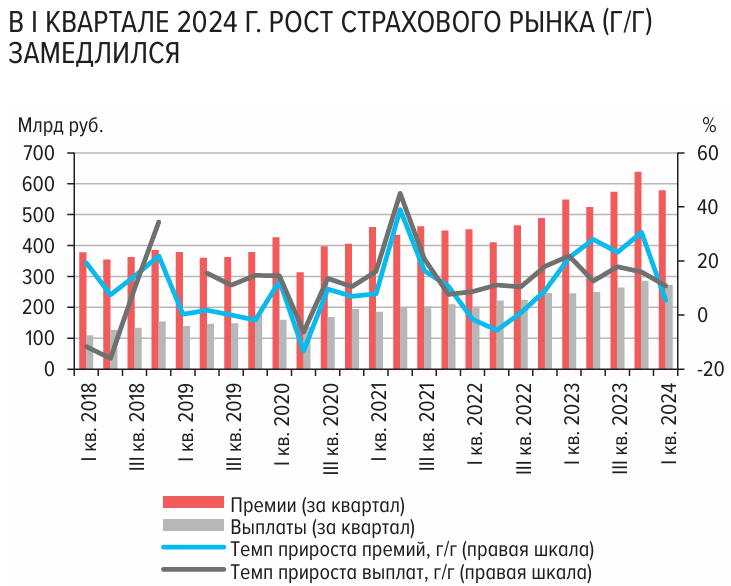 В I КВАРТАЛЕ 2024 Г. РОСТ СТРАХОВОГО РЫНКА (Г/Г)
ЗАМЕДЛИЛСЯ
Млрд руб.
%
700
600
500
400
300
200
100
0
60
40
20
0
-20
I кв. 2018
III кв. 2018
I кв. 2019
III кв. 2019
I кв. 2020
III кв. 2020
I кв. 2021
III кв. 2021
I кв. 2022
III кв. 2022
I кв. 2023
III кв. 2023
I кв. 2024
Премии (за квартал)
Выплаты (за квартал)
Темп прироста премий, г/г (правая шкала)
Темп прироста выплат, г/г (правая шкала)